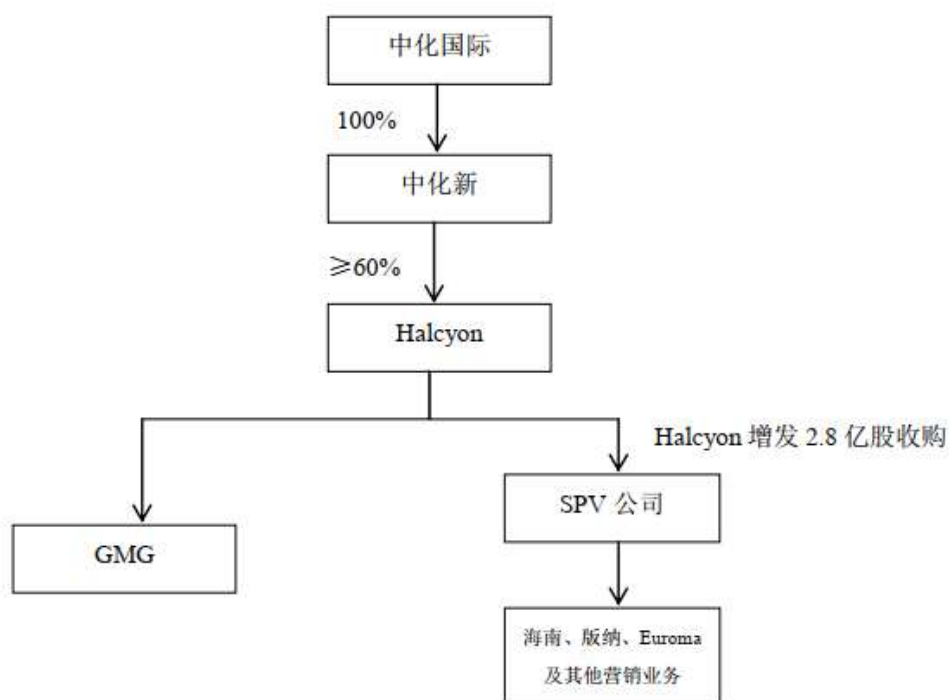 中化国际
100%
中化新
≥60%
Halcyon
Halcyon 增发 2.8 亿股收购
SPV 公司
GMG
海南、版纳、Euroma
及其他营销业务